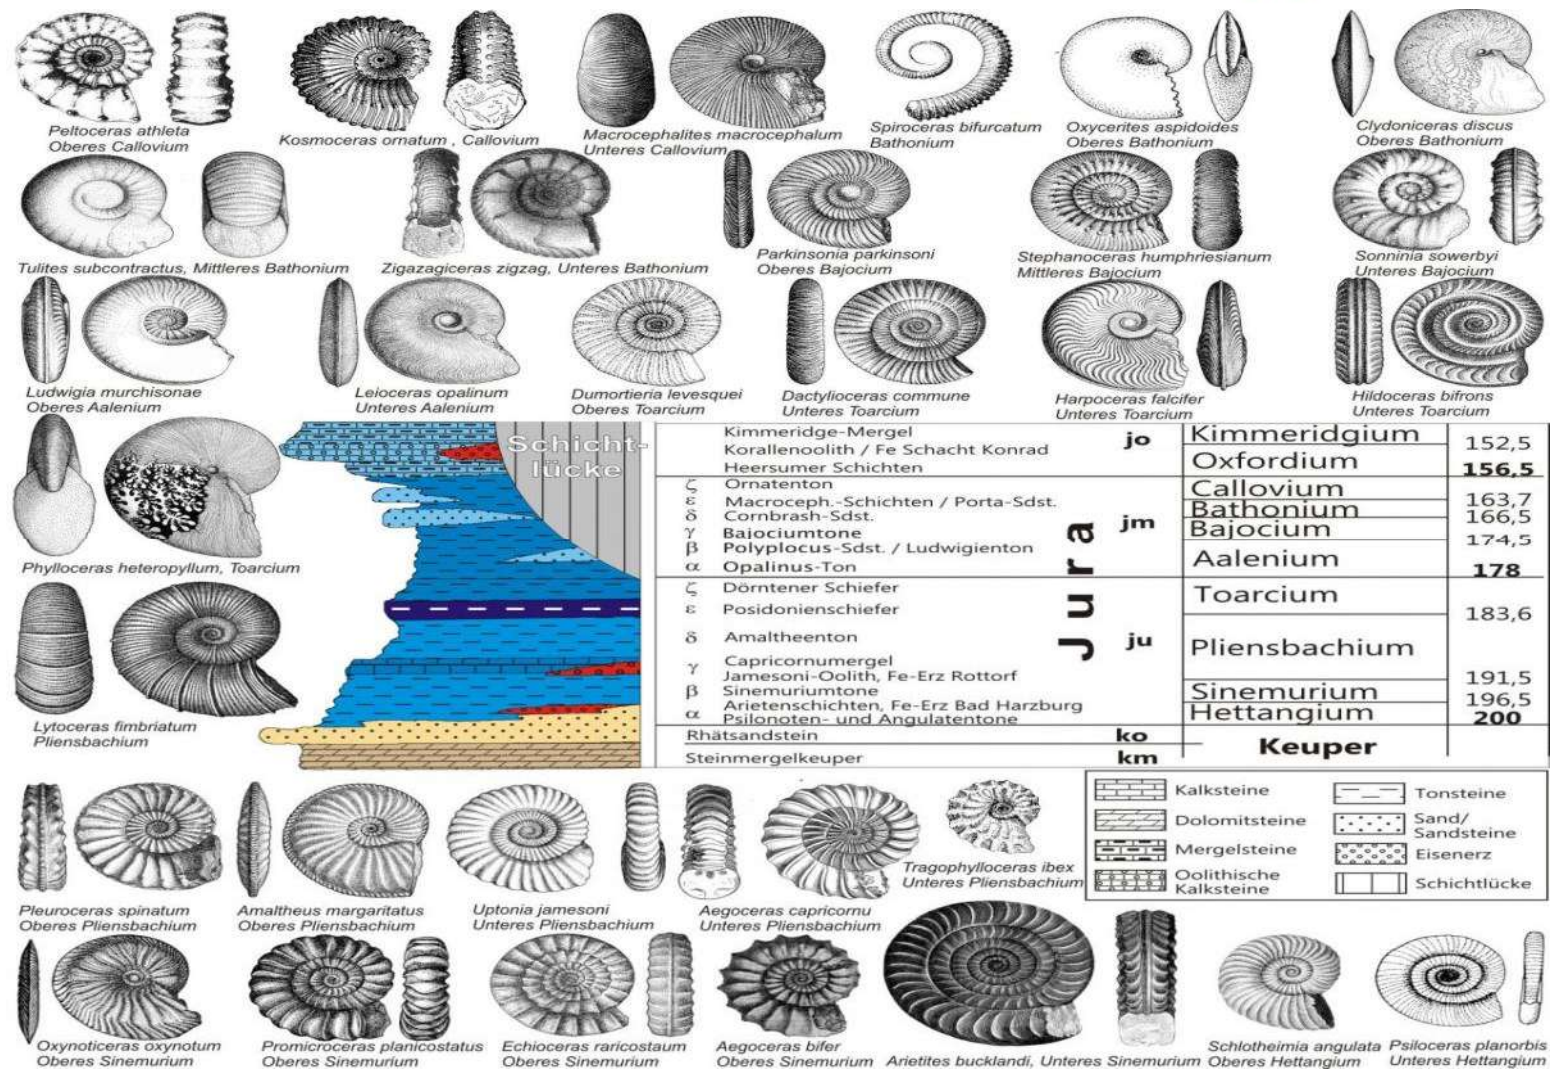 Peltoceras athleta
Oberes Callovium
Kosmoceras ornatum , Callovium
Macrocephalites macrocephalum
Unteres Callovium
Spiroceras bifurcatum
Bathonium
Oxycerites aspidoides
Oberes Bathonium
Clydoniceras discus
Oberes Bathonium
Tulites subcontractus, Mittleres Bathonium
Zigazagiceras zigzag, Unteres Bathonium
Parkinsonia parkinsoni
Oberes Bajocium
Stephanoceras humphriesianum
Mittleres Bajocium
Sonninia sowerbyi
Unteres Bajocium
Ludwigia murchisonae
Oberes Aalenium
Leioceras opalinum
Unteres Aalenium
Dumortieria levesquei
Oberes Toarcium
Dactylioceras commune
Unteres Toarcium
Harpoceras falcifer
Unteres Toarcium
Hildoceras bifrons
Unteres Toarcium
Phylloceras heteropyllum, Toarcium
Lytoceras fimbriatum
Pliensbachium
Schicht-
lücke
Kimmeridge-Mergel
Korallenoolith / Fe Schacht Konrad
Heersumer Schichten
jo
Kimmeridgium
152,5
Oxfordium
156,5
ζ Ornatenton
ε Macroceph.-Schichten / Porta-Sdst.
δ Cornbrash-Sdst.
γ Bajociumtone
β Polyplocus-Sdst. / Ludwigienton
α Opalinus-Ton
jm
Callovium
163,7
Bathonium
166,5
Bajocium
174,5
Aalenium
178
Jura
ζ Dörntener Schiefer
ε Posidonienschiefer
δ Amaltheenton
γ Capricornumergel
Jamesoni-Oolith, Fe-Erz Rottorf
β Sinemuriumtone
α Arietenschichten, Fe-Erz Bad Harzburg
Psilonoten- und Angulatentone
ju
Toarcium
183,6
Pliensbachium
191,5
Sinemurium
196,5
Hettangium
200
Rhätsandstein
ko
Steinmergelkeuper
km
Keuper
Kalksteine
Dolomitsteine
Mergelsteine
Oolithische
Kalksteine
Tonsteine
Sand/
Sandsteine
Eisenerz
Schichtlücke
Pleuroceras spinatum
Oberes Pliensbachium
Amaltheus margaritatus
Oberes Pliensbachium
Uptonia jamesoni
Unteres Pliensbachium
Aegoceras capricornu
Unteres Pliensbachium
Tragophylloceras ibex
Unteres Pliensbachium
Oxynoticeras oxynotum
Oberes Sinemurium
Promicroceras planicostatus
Oberes Sinemurium
Echioceras raricostaum
Oberes Sinemurium
Aegoceras bifer
Oberes Sinemurium
Arietites bucklandi, Unteres Sinemurium
Schlotheimia angulata
Oberes Hettangium
Psiloceras planorbis
Unteres Hettangium